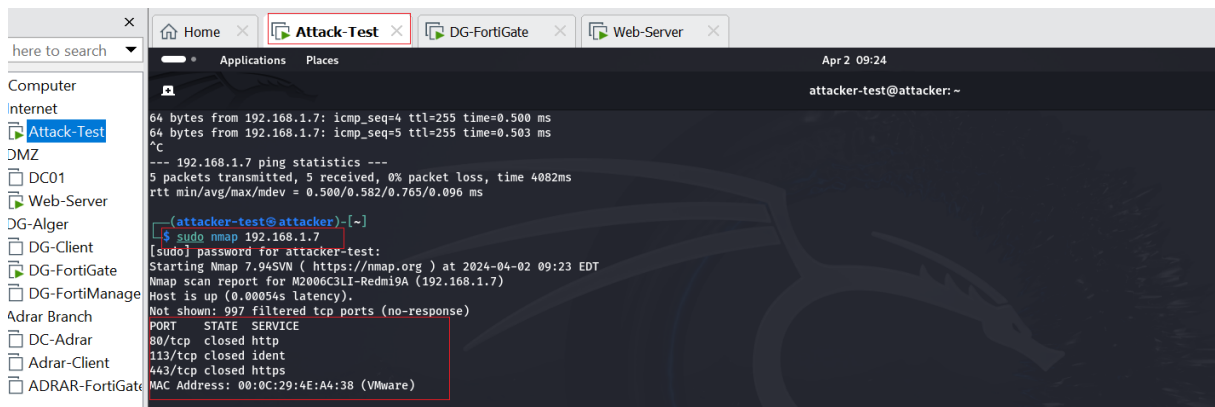 ×
Home × Attack-Test × DG-FortiGate × Web-Server ×
here to search
Applications Places Apr 2 09:24
Computer
attacker-test@attacker: ~
Internet
Attack-Test
DMZ
DC01
Web-Server
DG-Alger
DG-Client
DG-FortiGate
DG-FortiManage
Adrar Branch
DC-Adrar
Adrar-Client
ADRAR-FortiGate
64 bytes from 192.168.1.7: icmp_seq=4 ttl=255 time=0.500 ms
64 bytes from 192.168.1.7: icmp_seq=5 ttl=255 time=0.503 ms
^C
--- 192.168.1.7 ping statistics ---
5 packets transmitted, 5 received, 0% packet loss, time 4082ms
rtt min/avg/max/mdev = 0.500/0.582/0.765/0.096 ms
(attacker-test㉿attacker)-[~]
$ sudo nmap 192.168.1.7
[sudo] password for attacker-test:
Starting Nmap 7.94SVN ( https://nmap.org ) at 2024-04-02 09:23 EDT
Nmap scan report for M2006C3LI-Redmi9A (192.168.1.7)
Host is up (0.00054s latency).
Not shown: 997 filtered tcp ports (no-response)
PORT STATE SERVICE
80/tcp closed http
113/tcp closed ident
443/tcp closed https
MAC Address: 00:0C:29:4E:A4:38 (VMware)